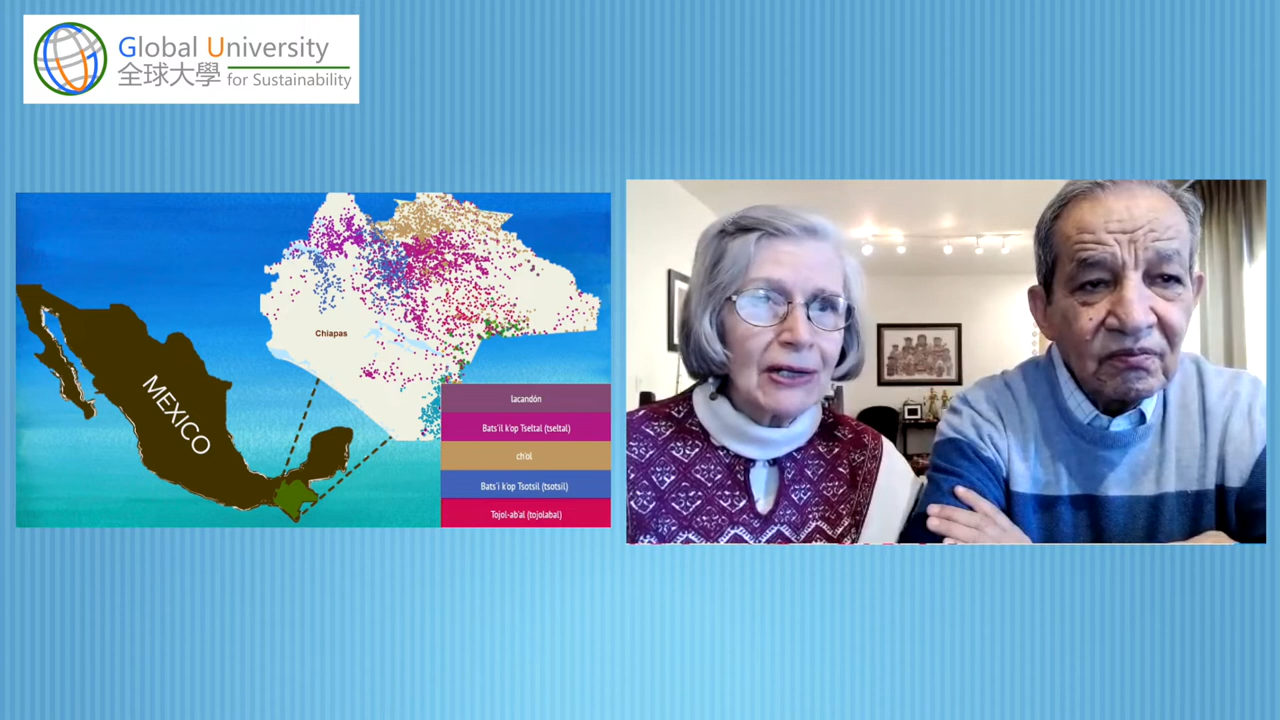 Global University
全球大學 for Sustainability
Chiapas
MEXICO
lacandón
Bats'il k'op Tseltal (tseltal)
ch'ol
Bats'i k'op Tsotsil (tsotsil)
Tojol-ab'al (tojolabal)